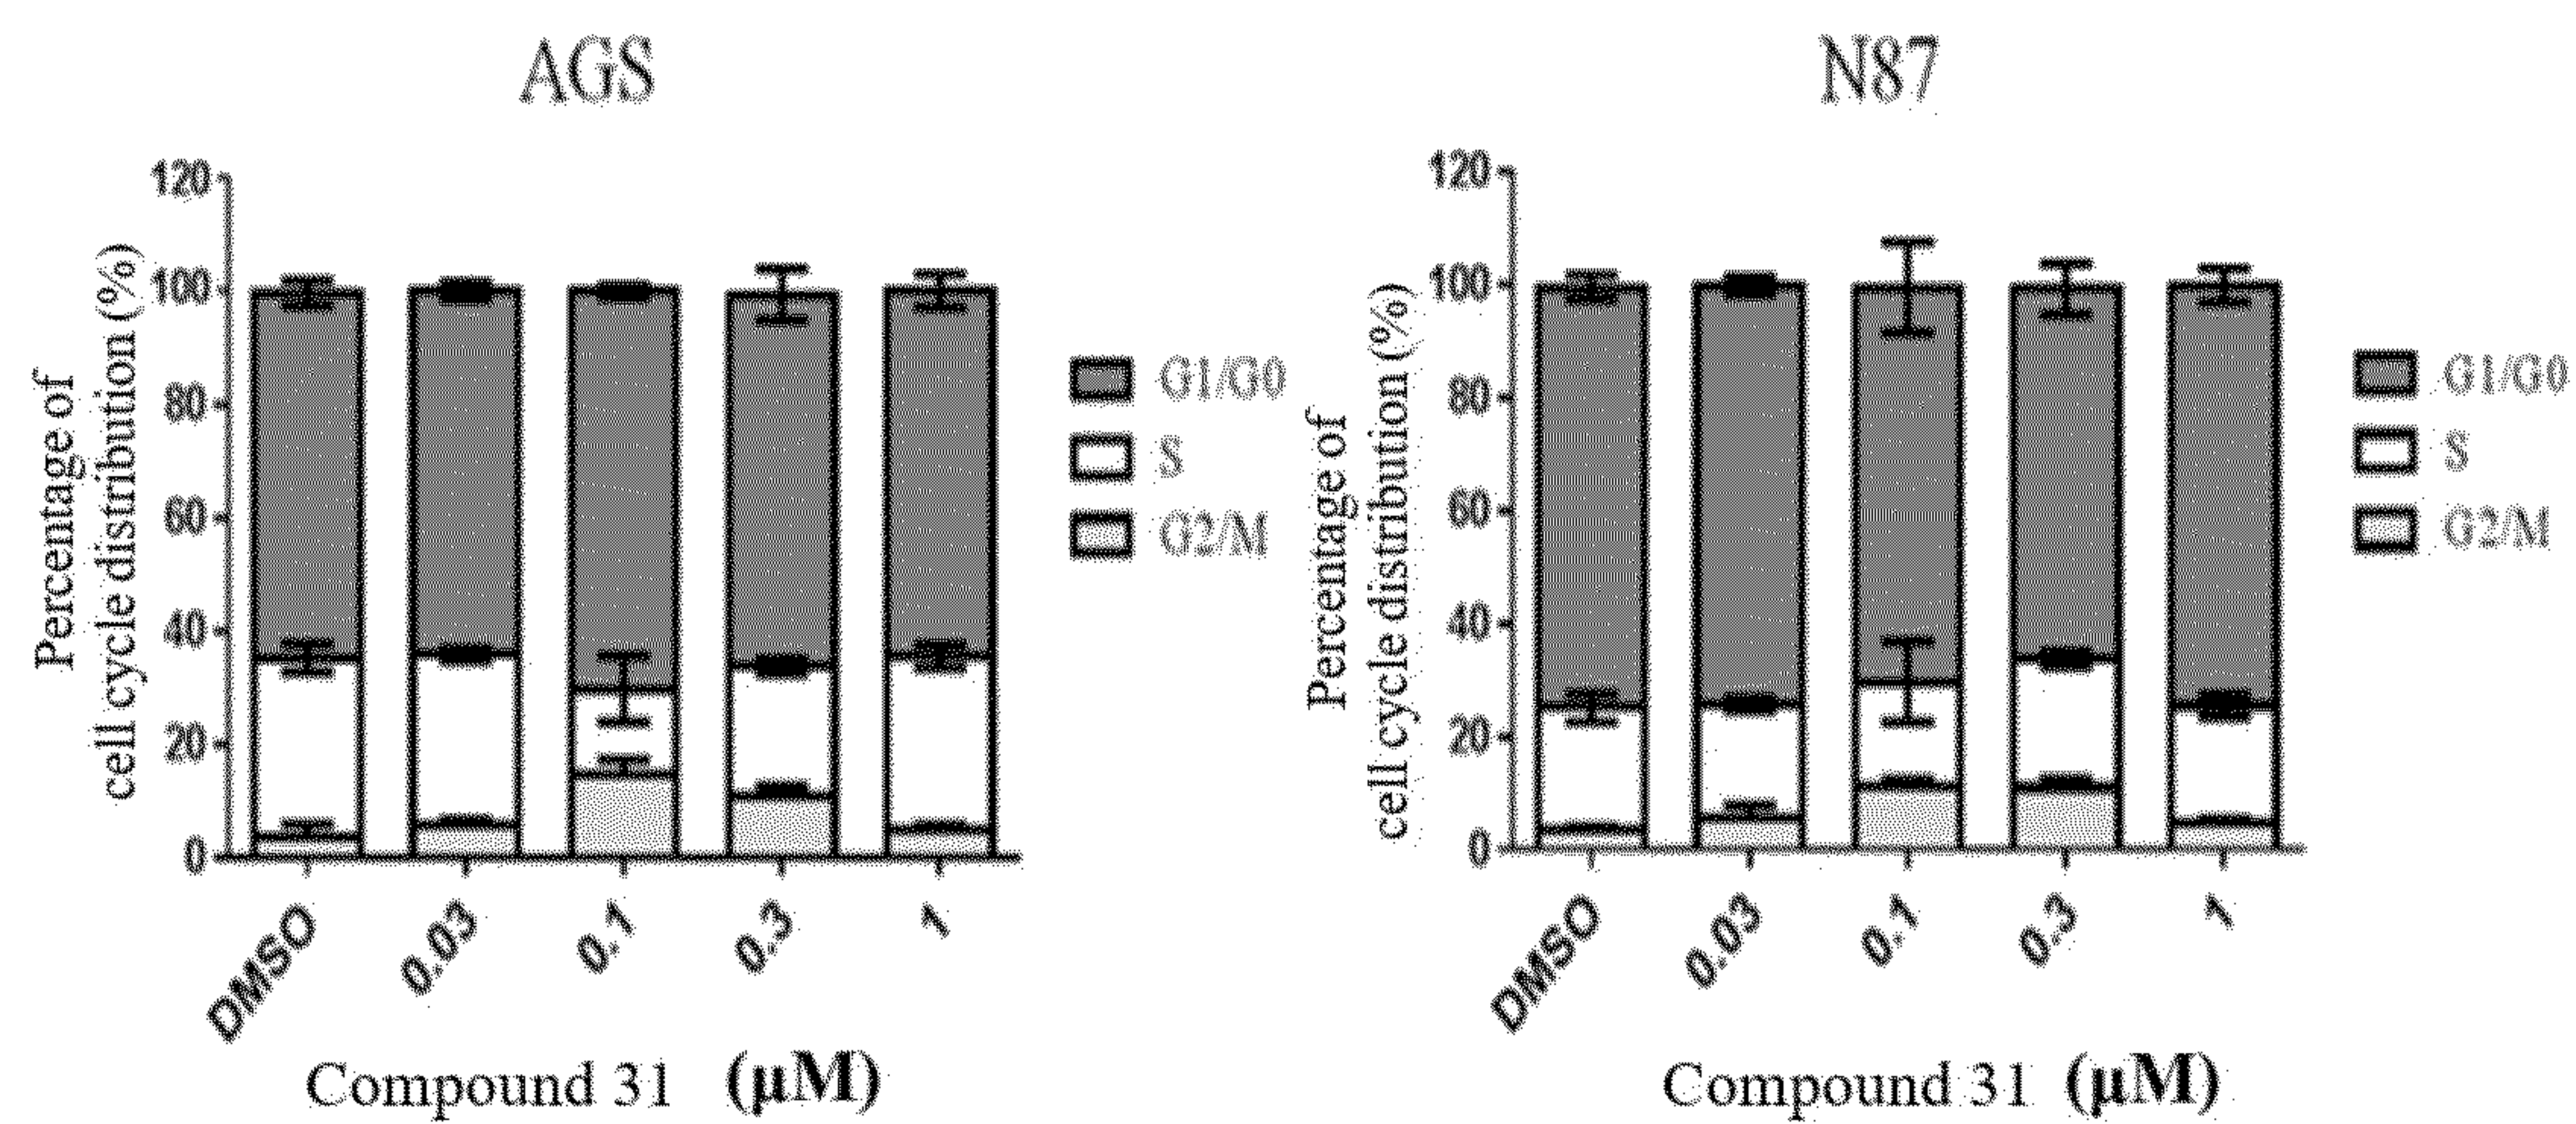 AGS
Percentage of
cell cycle distribution (%)
120
100
80
60
40
20
0
DMSO
0.03
0.1
0.3
1
Compound 31 (μM)
G1/G0
S
G2/M
N87
Percentage of
cell cycle distribution (%)
120
100
80
60
40
20
0
DMSO
0.03
0.1
0.3
1
Compound 31 (μM)
G1/G0
S
G2/M